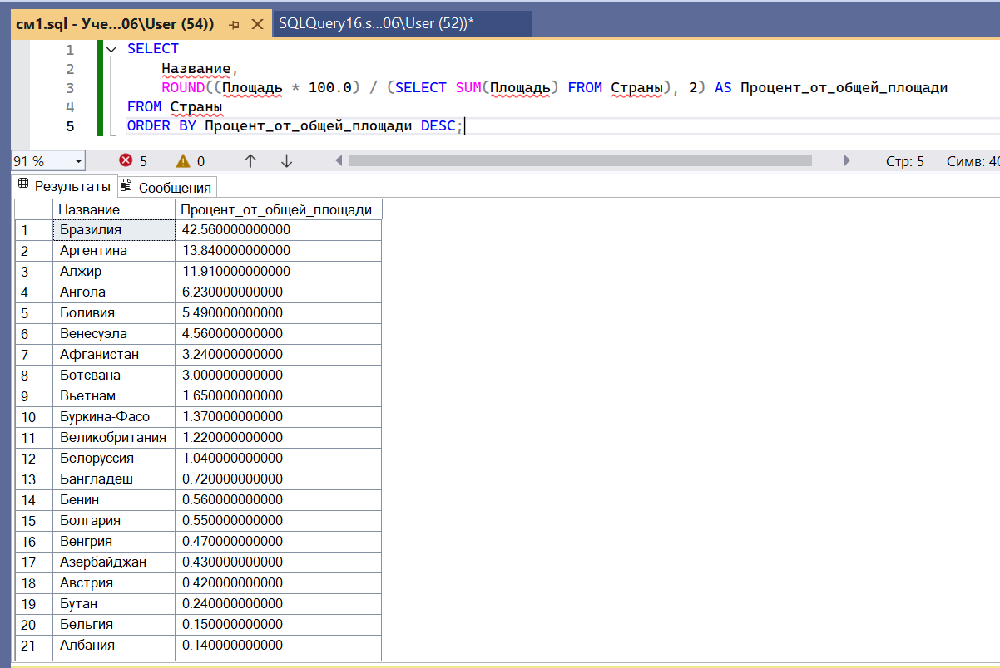 см1.sql - Уче...06\User (54))
SQLQuery16.s...06\User (52))*
1 SELECT
2 Название,
3 ROUND((Площадь * 100.0) / (SELECT SUM(Площадь) FROM Страны), 2) AS Процент_от_общей_площади
4 FROM Страны
5 ORDER BY Процент_от_общей_площади DESC;
91 % 5 0 Стр: 5 Симв: 40
Результаты Сообщения
Название Процент_от_общей_площади
1 Бразилия 42.560000000000
2 Аргентина 13.840000000000
3 Алжир 11.910000000000
4 Ангола 6.230000000000
5 Боливия 5.490000000000
6 Венесуэла 4.560000000000
7 Афганистан 3.240000000000
8 Ботсвана 3.000000000000
9 Вьетнам 1.650000000000
10 Буркина-Фасо 1.370000000000
11 Великобритания 1.220000000000
12 Белоруссия 1.040000000000
13 Бангладеш 0.720000000000
14 Бенин 0.560000000000
15 Болгария 0.550000000000
16 Венгрия 0.470000000000
17 Азербайджан 0.430000000000
18 Австрия 0.420000000000
19 Бутан 0.240000000000
20 Бельгия 0.150000000000
21 Албания 0.140000000000